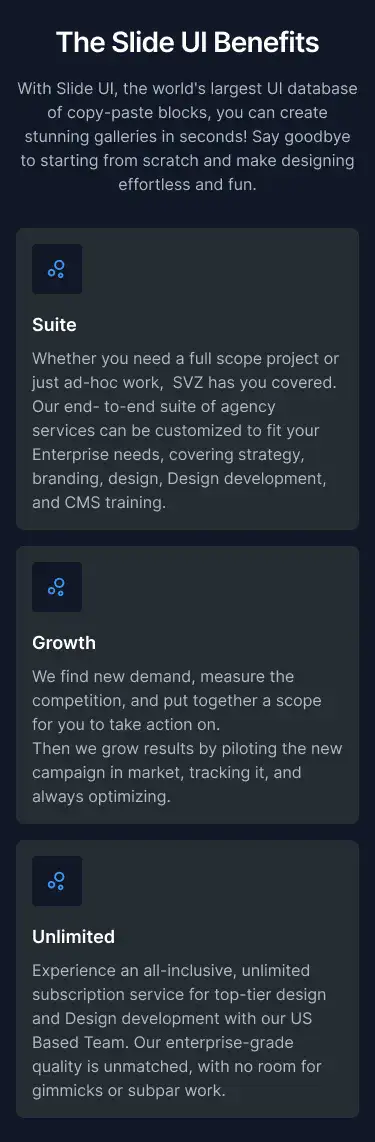 The Slide UI Benefits
With Slide UI, the world's largest UI database
of copy-paste blocks, you can create
stunning galleries in seconds! Say goodbye
to starting from scratch and make designing
effortless and fun.
Suite
Whether you need a full scope project or
just ad-hoc work,  SVZ has you covered.
Our end- to-end suite of agency
services can be customized to fit your
Enterprise needs, covering strategy,
branding, design, Design development,
and CMS training.
Growth
We find new demand, measure the
competition, and put together a scope
for you to take action on.
Then we grow results by piloting the new
campaign in market, tracking it, and
always optimizing.
Unlimited
Experience an all-inclusive, unlimited
subscription service for top-tier design
and Design development with our US
Based Team. Our enterprise-grade
quality is unmatched, with no room for
gimmicks or subpar work.